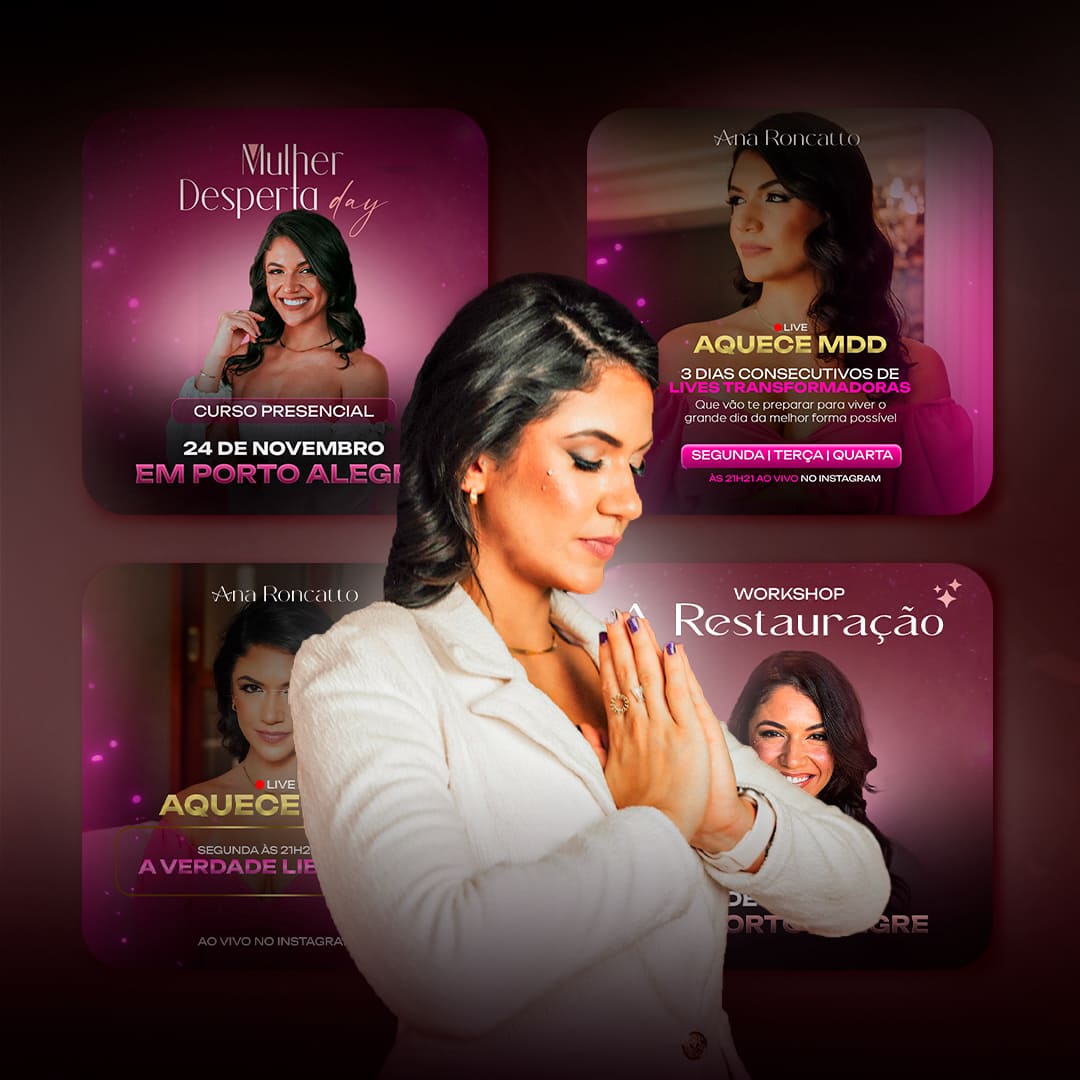 Mulher
Desperta day
CURSO PRESENCIAL
24 DE NOVEMBRO
EM PORTO ALEGR
Ana Roncatto
LIVE
AQUECE MDD
3 DIAS CONSECUTIVOS DE
LIVES TRANSFORMADORAS
Que vão te preparar para viver o
grande dia da melhor forma possível
SEGUNDA | TERÇA | QUARTA
ÀS 21H21 AO VIVO NO INSTAGRAM
Ana Roncatto
LIVE
AQUECE
SEGUNDA ÀS 21H2
A VERDADE LIB
AO VIVO NO INSTAGRA
WORKSHOP
A Restauração
DE
ORTO ALEGRE